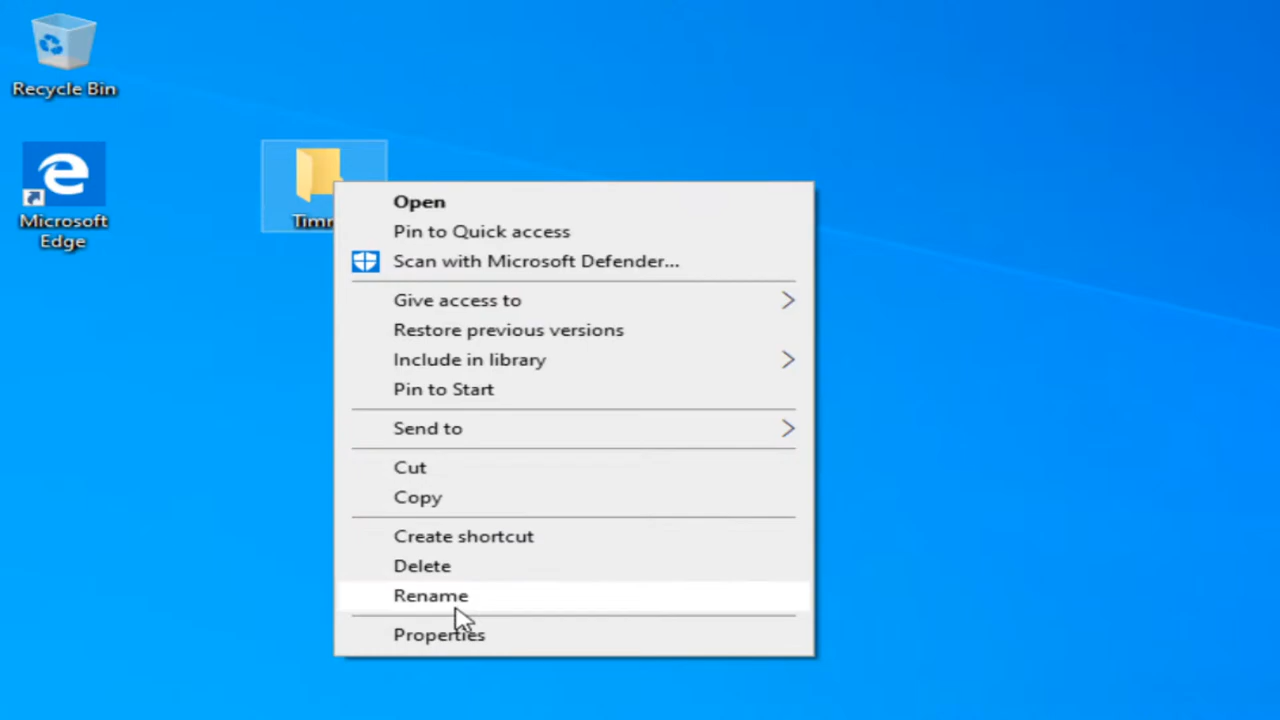 Recycle Bin
Microsoft
Edge
Open
Pin to Quick access
Scan with Microsoft Defender...
Give access to
Restore previous versions
Include in library
Pin to Start
Send to
Cut
Copy
Create shortcut
Delete
Rename
Properties